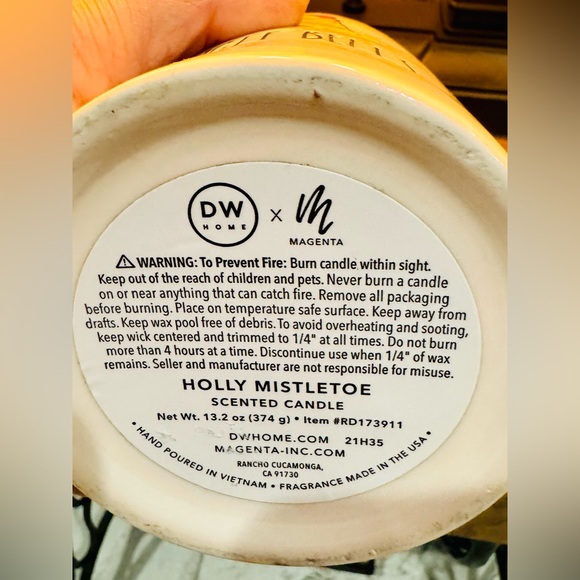 DW
HOME
x
M
MAGENTA
⚠ WARNING: To Prevent Fire: Burn candle within sight.
Keep out of the reach of children and pets. Never burn a candle
on or near anything that can catch fire. Remove all packaging
before burning. Place on temperature safe surface. Keep away from
drafts. Keep wax pool free of debris. To avoid overheating and sooting,
keep wick centered and trimmed to 1/4" at all times. Do not burn
more than 4 hours at a time. Discontinue use when 1/4" of wax
remains. Seller and manufacturer are not responsible for misuse.
HOLLY MISTLETOE
SCENTED CANDLE
Net Wt. 13.2 oz (374 g) • Item #RD173911
DWHOME.COM 21H35
MAGENTA-INC.COM
RANCHO CUCAMONGA,
CA 91730
• HAND POURED IN VIETNAM • FRAGRANCE MADE IN THE USA •